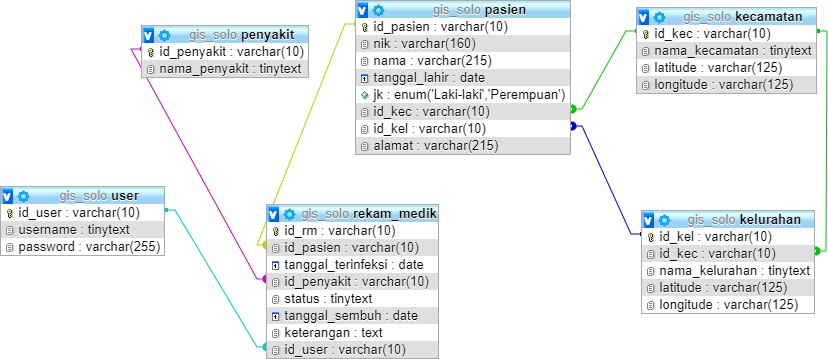 gis_solo penyakit
id_penyakit : varchar(10)
nama_penyakit : tinytext
gis_solo pasien
id_pasien : varchar(10)
nik : varchar(160)
nama : varchar(215)
tanggal_lahir : date
jk : enum('Laki-laki','Perempuan')
id_kec : varchar(10)
id_kel : varchar(10)
alamat : varchar(215)
gis_solo kecamatan
id_kec : varchar(10)
nama_kecamatan : tinytext
latitude : varchar(125)
longitude : varchar(125)
gis_solo user
id_user : varchar(10)
username : tinytext
password : varchar(255)
gis_solo rekam_medik
id_rm : varchar(10)
id_pasien : varchar(10)
tanggal_terinfeksi : date
id_penyakit : varchar(10)
status : tinytext
tanggal_sembuh : date
keterangan : text
id_user : varchar(10)
gis_solo kelurahan
id_kel : varchar(10)
id_kec : varchar(10)
nama_kelurahan : tinytext
latitude : varchar(125)
longitude : varchar(125)